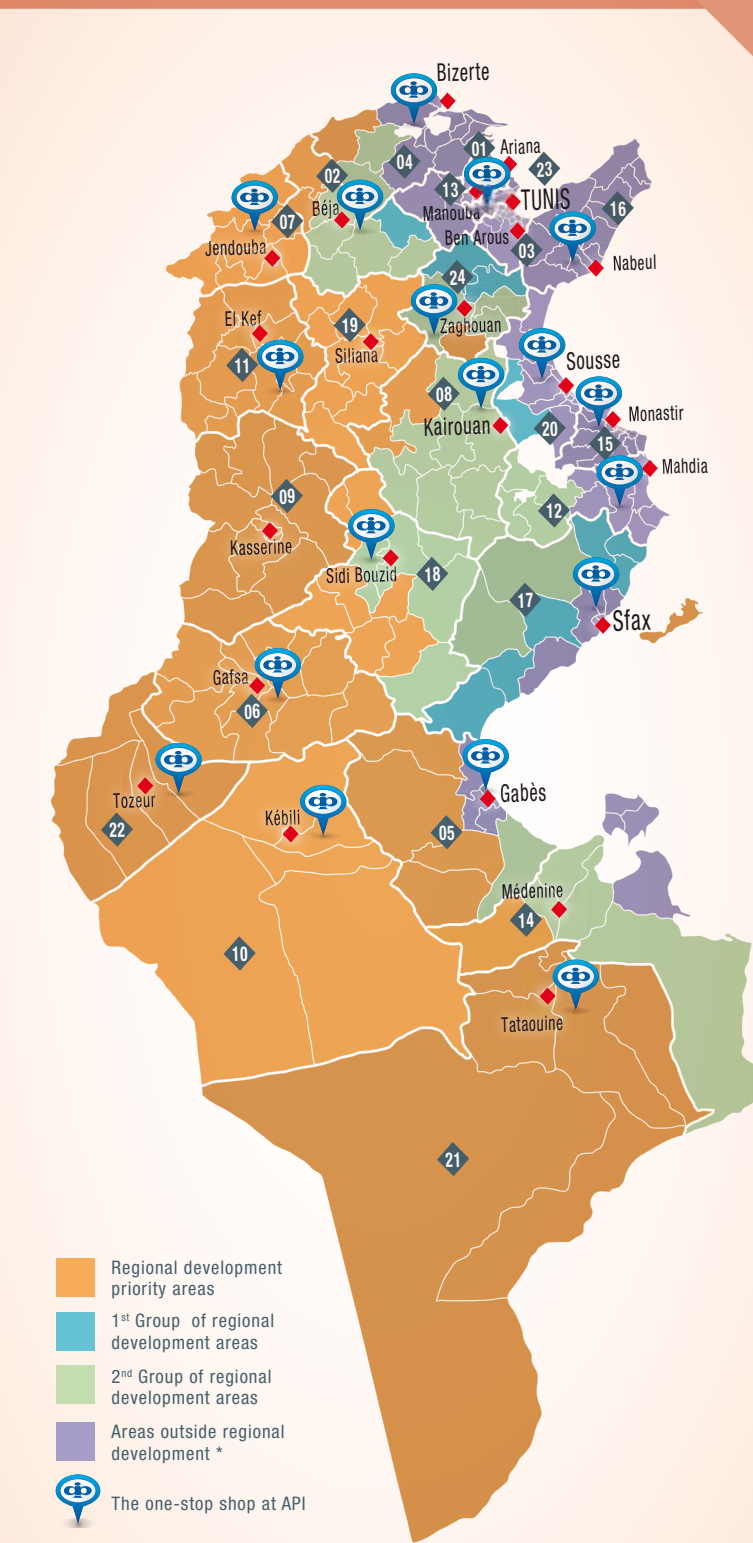 Bizerte
01
Ariana
04
23
02
13
TUNIS
16
Manouba
Béja
07
Ben Arous
03
Jendouba
Nabeul
24
El Kef
19
Zaghouan
Siliana
11
Sousse
08
Monastir
Kairouan
20
15
Mahdia
09
12
Kasserine
Sidi Bouzid
18
17
Sfax
Gafsa
06
Tozeur
Gabès
22
Kébili
05
Médenine
14
10
Tataouine
21
Regional development
priority areas
1st Group of regional
development areas
2nd Group of regional
development areas
Areas outside regional
development *
The one-stop shop at API